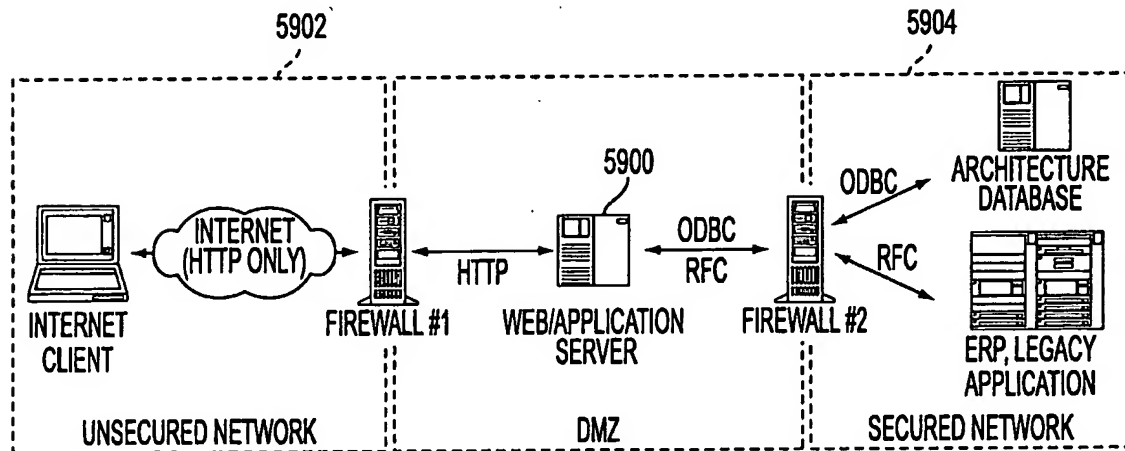 5902
5904
5900
INTERNET
(HTTP ONLY)
INTERNET
CLIENT
FIREWALL #1
HTTP
WEB/APPLICATION
SERVER
ODBC
RFC
FIREWALL #2
ODBC
RFC
ARCHITECTURE
DATABASE
ERP, LEGACY
APPLICATION
UNSECURED NETWORK
DMZ
SECURED NETWORK